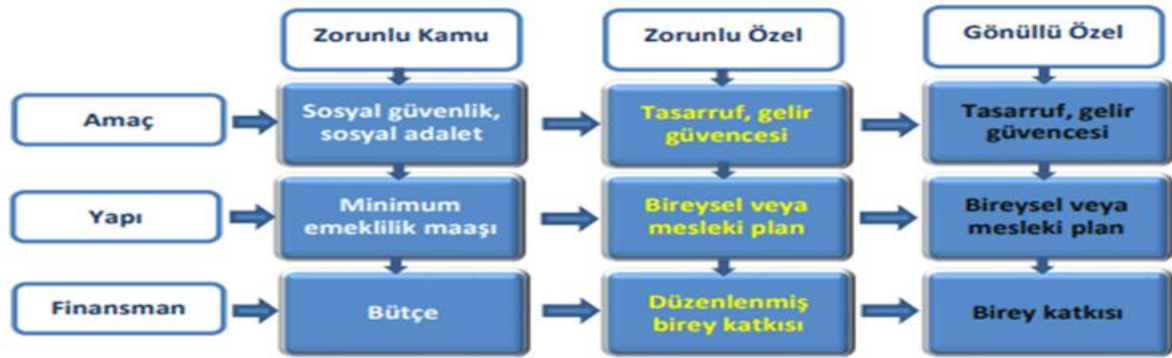 Zorunlu Kamu
Zorunlu Özel
Gönüllü Özel
Amaç
Sosyal güvenlik,
sosyal adalet
Tasarruf, gelir
güvencesi
Tasarruf, gelir
güvencesi
Yapı
Minimum
emeklilik maaşı
Bireysel veya
mesleki plan
Bireysel veya
mesleki plan
Finansman
Bütçe
Düzenlenmiş
birey katkısı
Birey katkısı